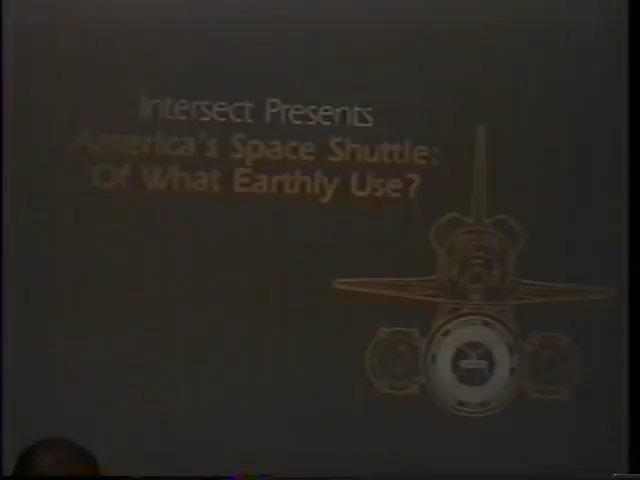 Intersect Presents
America's Space Shuttle:
Of What Earthly Use?